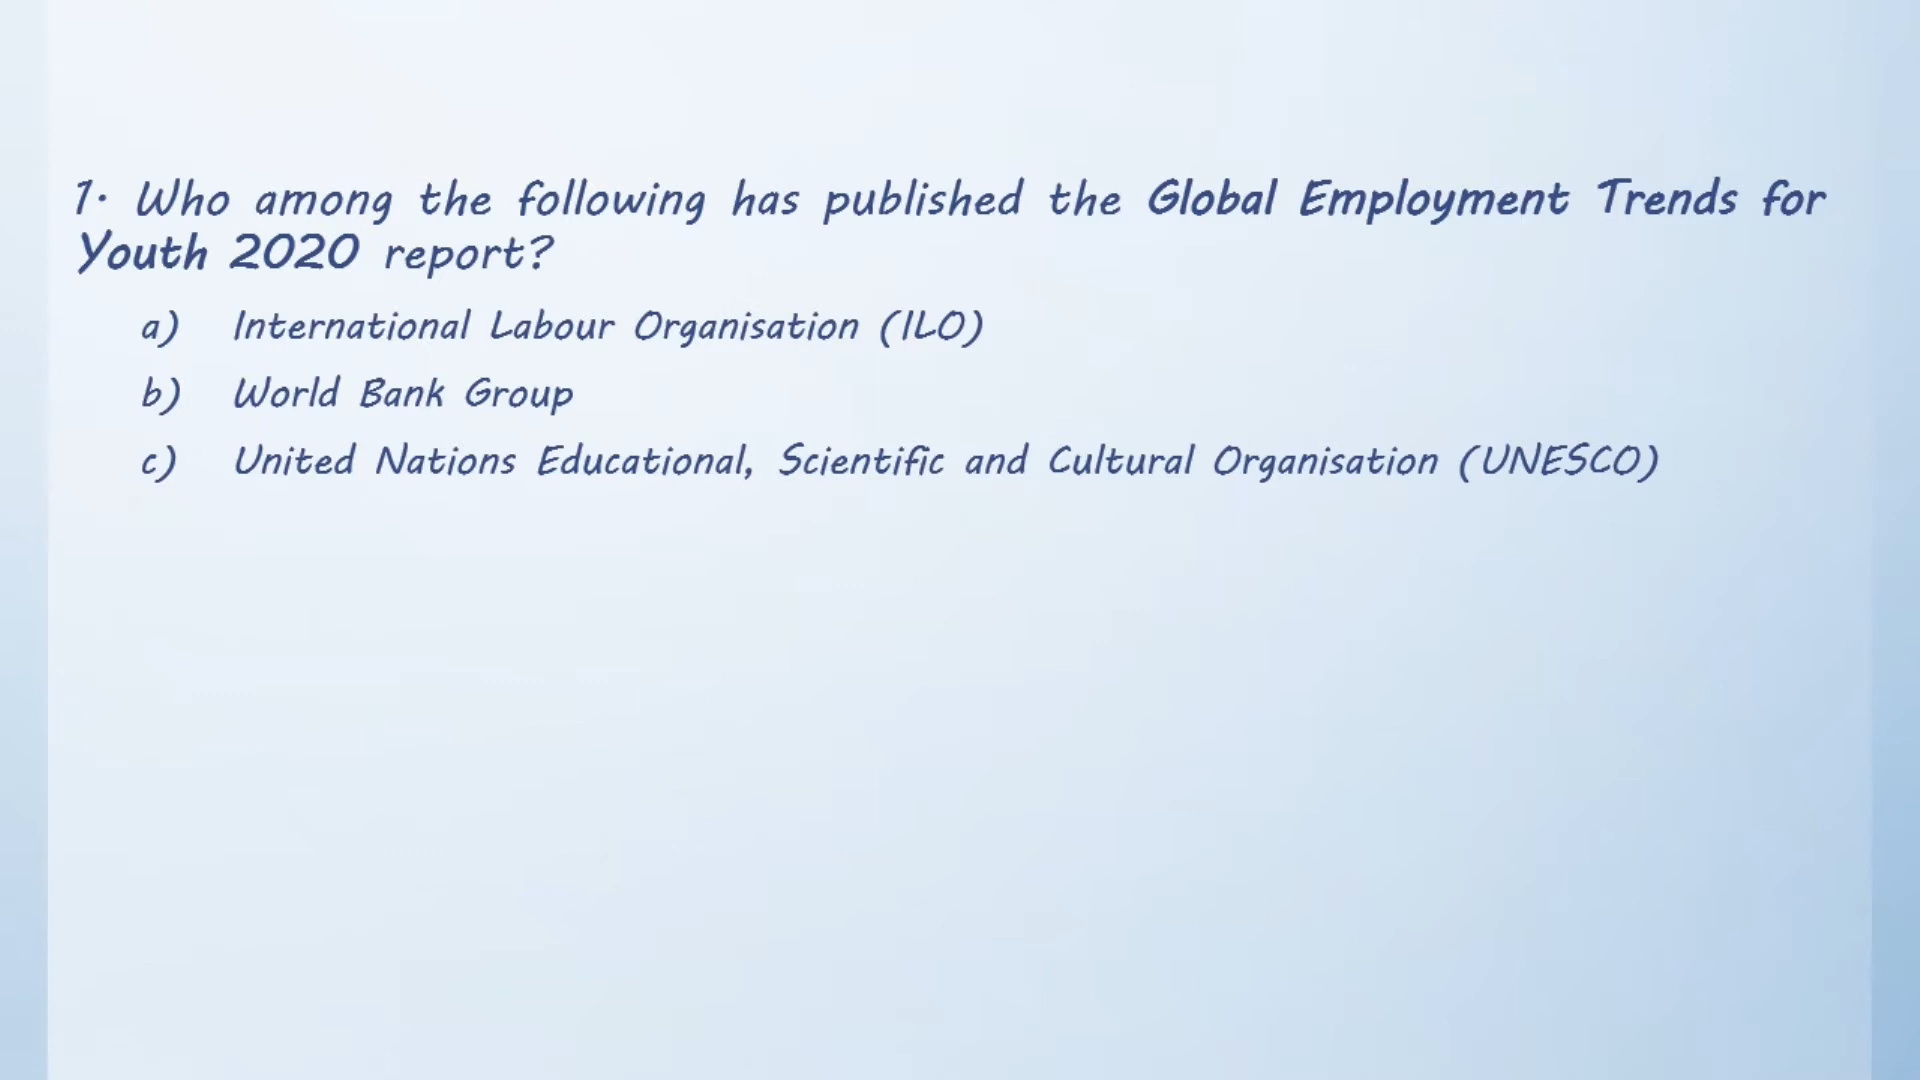 1. Who among the following has published the Global Employment Trends for
Youth 2020 report?
a) International Labour Organisation (ILO)
b) World Bank Group
c) United Nations Educational, Scientific and Cultural Organisation (UNESCO)